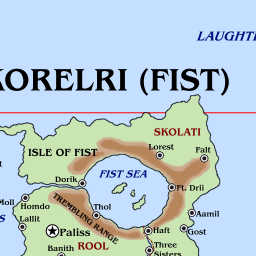 LAUGHT
KORELRI (FIST)
SKOLATI
ISLE OF FIST
Lorest
Falt
FIST SEA
Dorik
Ft. Drii
TREMBLING RANGE
Ploll
Homdo
Thol
Aamil
Lallit
Paliss
Haft
Gost
Banith
ROOL
Three
Sisters